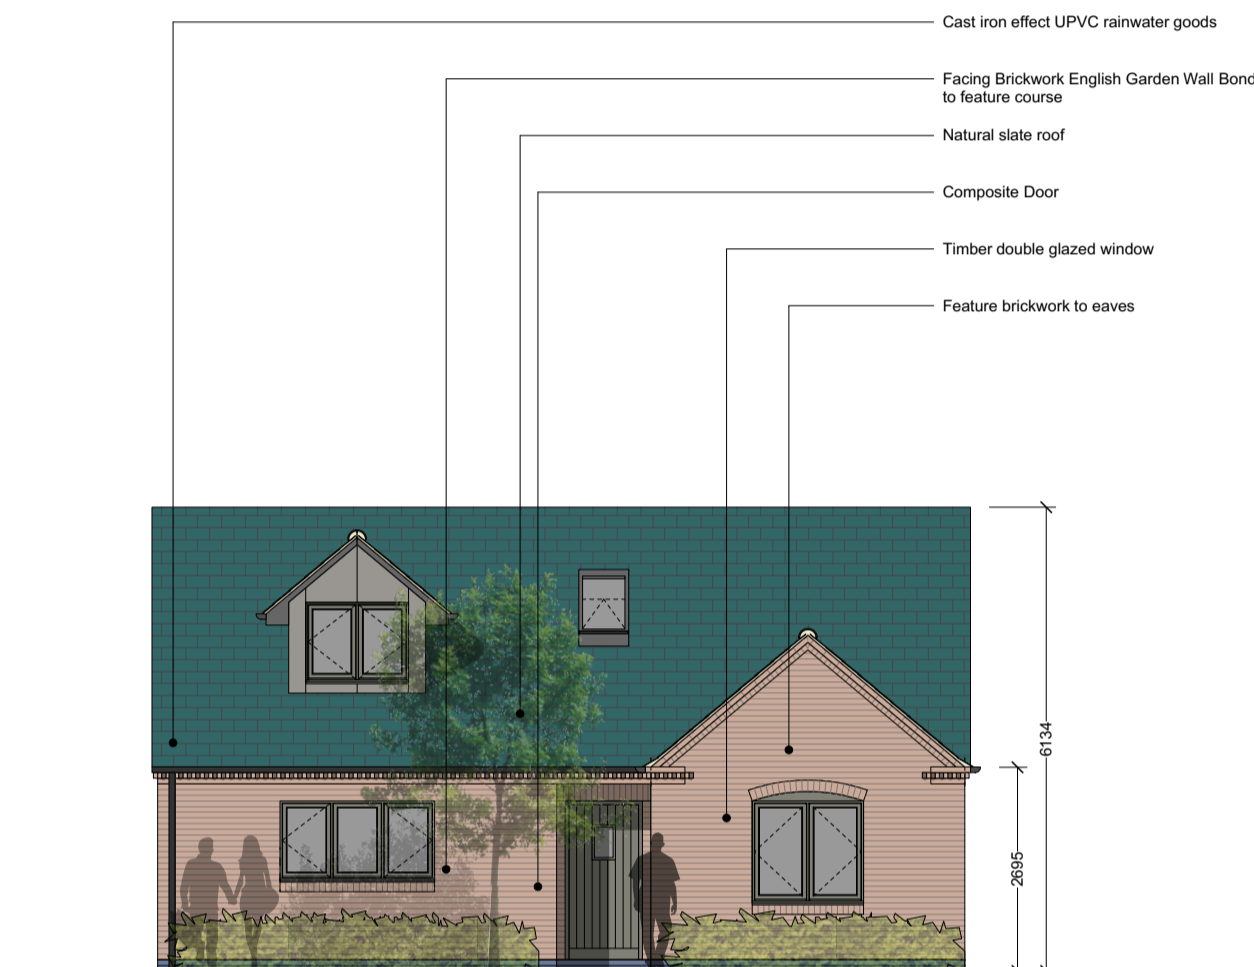 Cast iron effect UPVC rainwater goods
Facing Brickwork English Garden Wall Bond
to feature course
Natural slate roof
Composite Door
Timber double glazed window
Feature brickwork to eaves
6134
2695